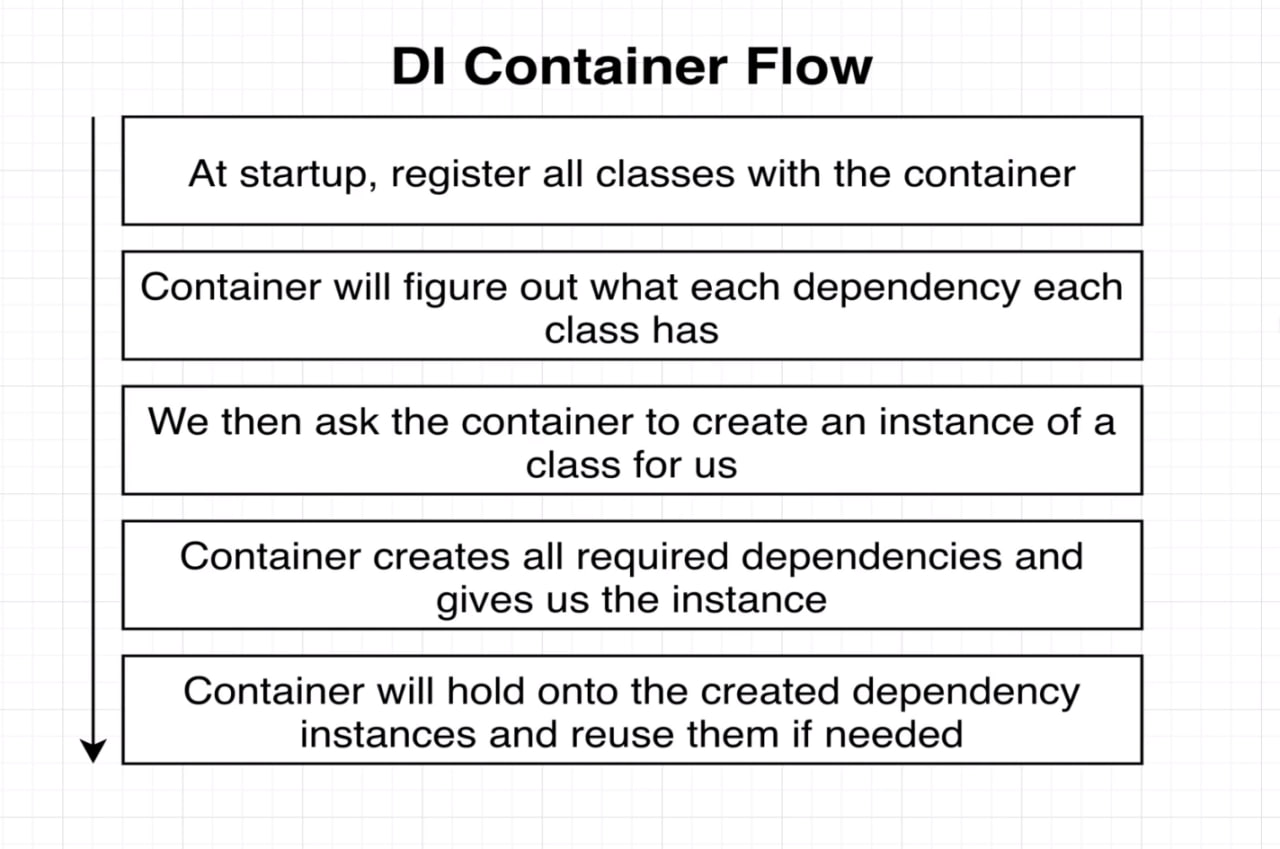 DI Container Flow
At startup, register all classes with the container
Container will figure out what each dependency each
class has
We then ask the container to create an instance of a
class for us
Container creates all required dependencies and
gives us the instance
Container will hold onto the created dependency
instances and reuse them if needed